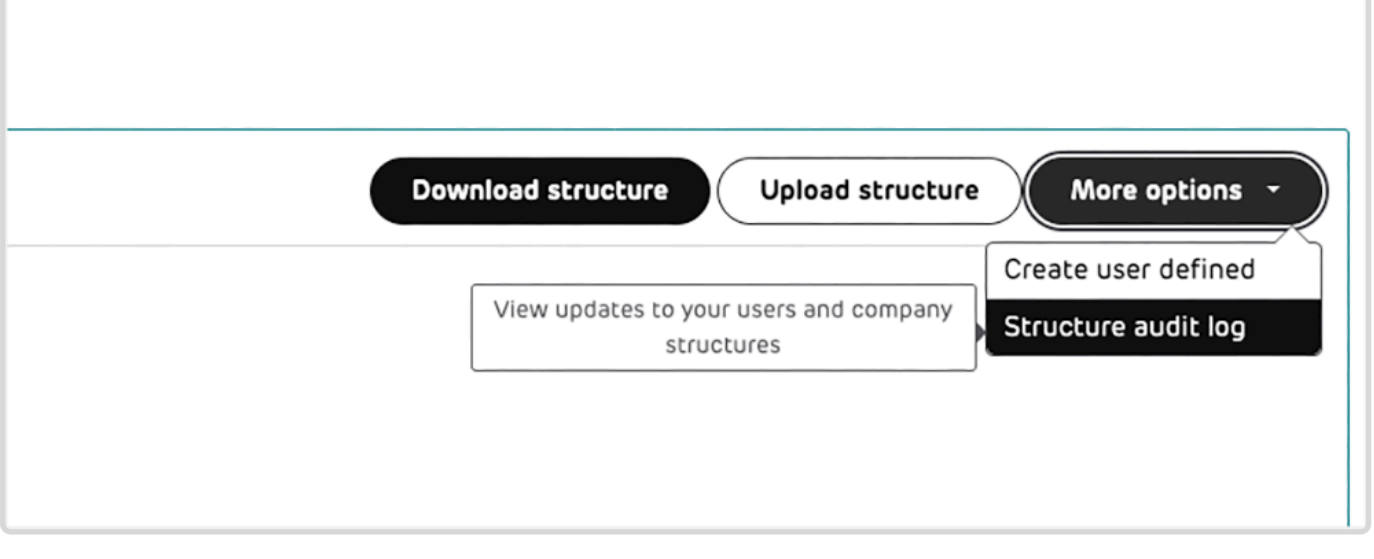 Download structure
Upload structure
More options
Create user defined
View updates to your users and company
structures
Structure audit log